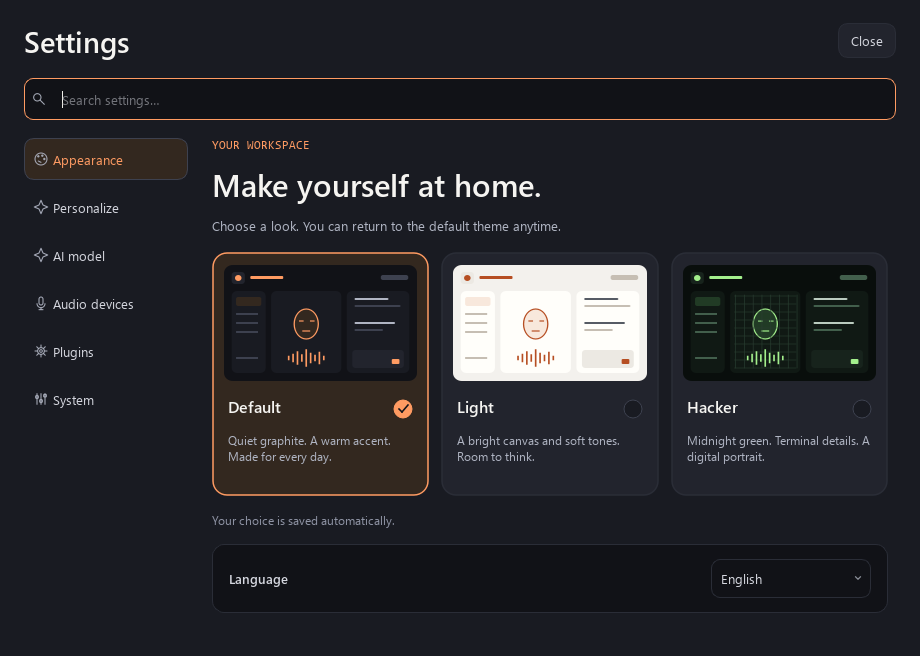 Settings
Close
Search settings...
Appearance
Personalize
AI model
Audio devices
Plugins
System
YOUR WORKSPACE
Make yourself at home.
Choose a look. You can return to the default theme anytime.
Default
Quiet graphite. A warm accent.
Made for every day.
Light
A bright canvas and soft tones.
Room to think.
Hacker
Midnight green. Terminal details. A
digital portrait.
Your choice is saved automatically.
Language
English